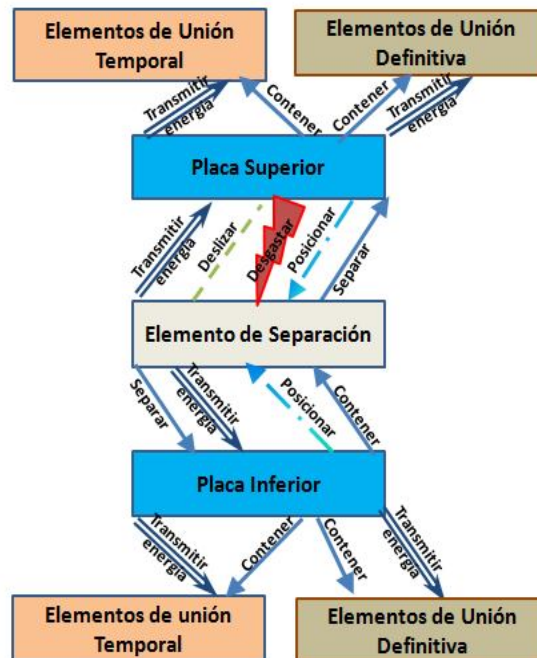 Elementos de Unión
Temporal
Elementos de Unión
Definitiva
Transmitir
energía
Contener
Contener
Transmitir
energía
Placa Superior
Transmitir
energía
Deslizar
Desgastar
Posicionar
Separar
Elemento de Separación
Separar
Transmitir
energía
Posicionar
Contener
Placa Inferior
Transmitir
energía
Contener
Contener
Transmitir
energía
Elementos de unión
Temporal
Elementos de Unión
Definitiva